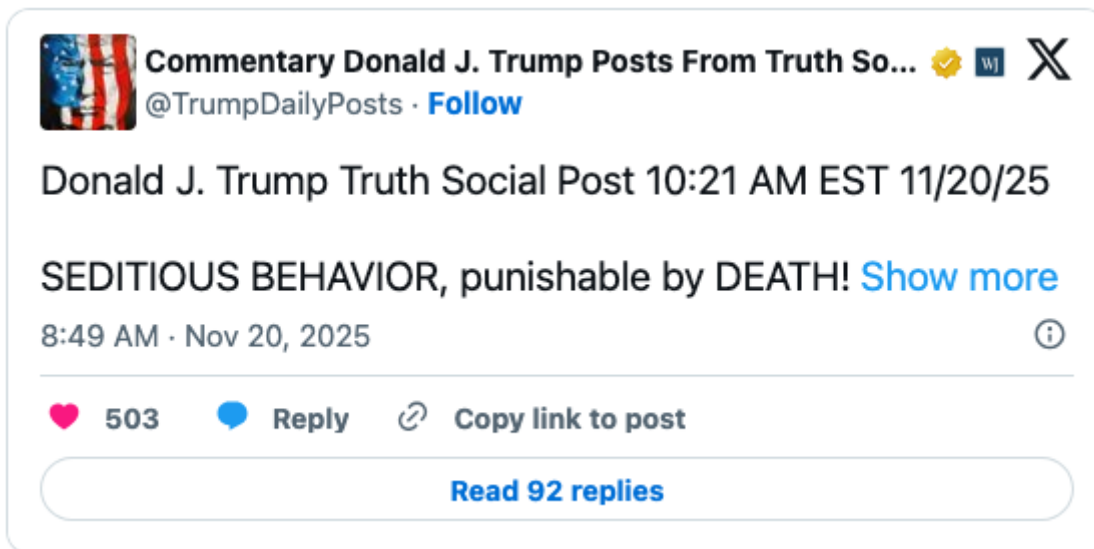 Commentary Donald J. Trump Posts From Truth So... WJ
@TrumpDailyPosts · Follow
Donald J. Trump Truth Social Post 10:21 AM EST 11/20/25
SEDITIOUS BEHAVIOR, punishable by DEATH! Show more
8:49 AM · Nov 20, 2025
503 Reply Copy link to post
Read 92 replies